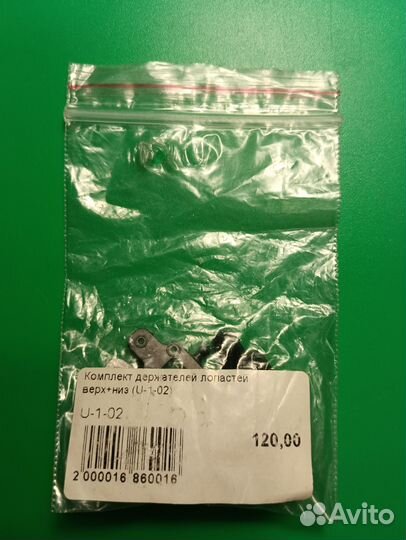 Комплект держателей лопастей
верх+низ (U-1-02)
U-1-02
120,00
2 000016 860016
Avito